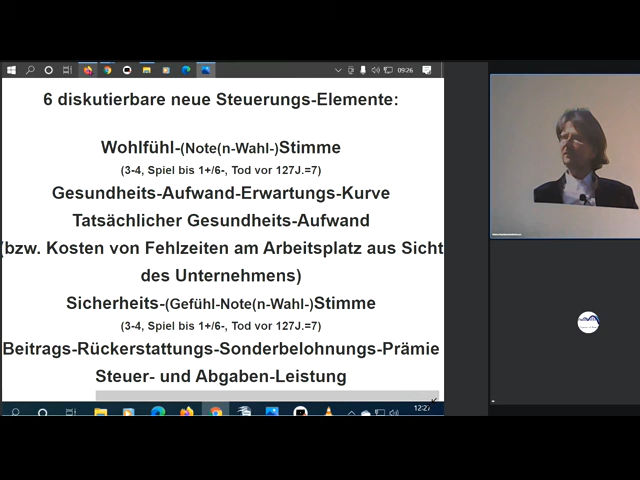 09:26
6 diskutierbare neue Steuerungs-Elemente:
Wohlfühl-(Note(n-Wahl-)Stimme
(3-4, Spiel bis 1+/6-, Tod vor 127J.=7)
Gesundheits-Aufwand-Erwartungs-Kurve
Tatsächlicher Gesundheits-Aufwand
(bzw. Kosten von Fehlzeiten am Arbeitsplatz aus Sicht
des Unternehmens)
Sicherheits-(Gefühl-Note(n-Wahl-)Stimme
(3-4, Spiel bis 1+/6-, Tod vor 127J.=7)
Beitrags-Rückerstattungs-Sonderbelohnungs-Prämie
Steuer- und Abgaben-Leistung
12:27